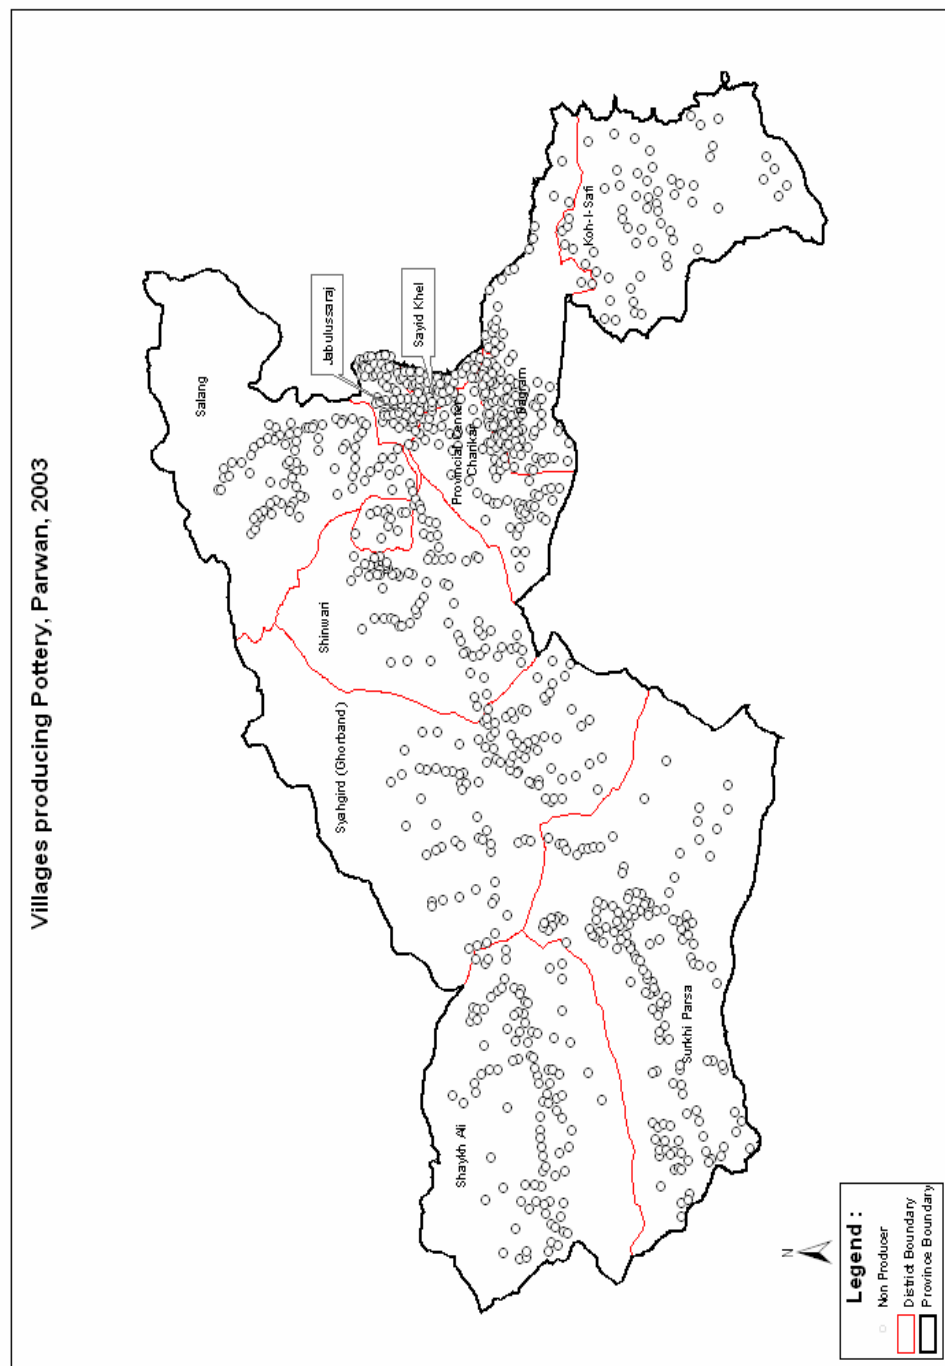 Villages producing Pottery, Parwan, 2003
Salang
Jabulussaraj
Sayid Khel
Koh-I-Safi
Shinwari
Provincial Center
Charikar
Bagram
Syahgird (Ghorband)
Shaykh Ali
Surkhi Parsa
N
Legend :
Non Producer
District Boundary
Province Boundary